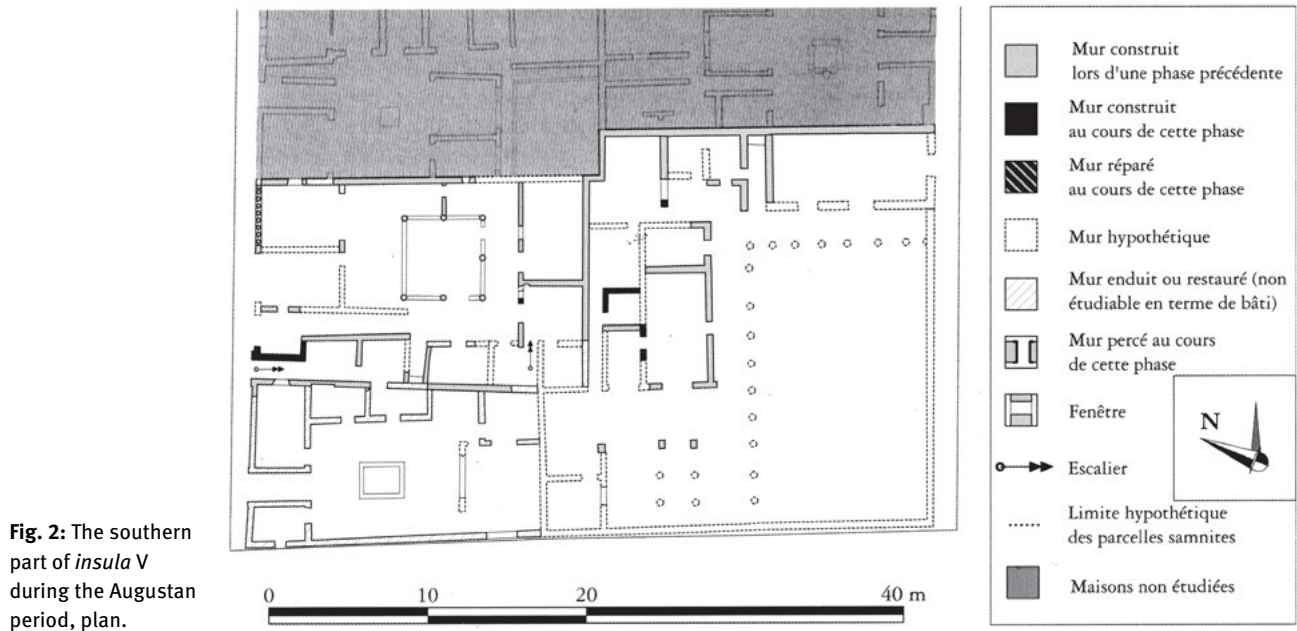 Mur construit
lors d'une phase précédente
Mur construit
au cours de cette phase
Mur réparé
au cours de cette phase
Mur hypothétique
Mur enduit ou restauré (non
étudiable en terme de bâti)
Mur percé au cours
de cette phase
Fenêtre
N
Escalier
Limite hypothétique
des parcelles samnites
Maisons non étudiées
Fig. 2: The southern
part of insula V
during the Augustan
period, plan.
0 10 20 40 m